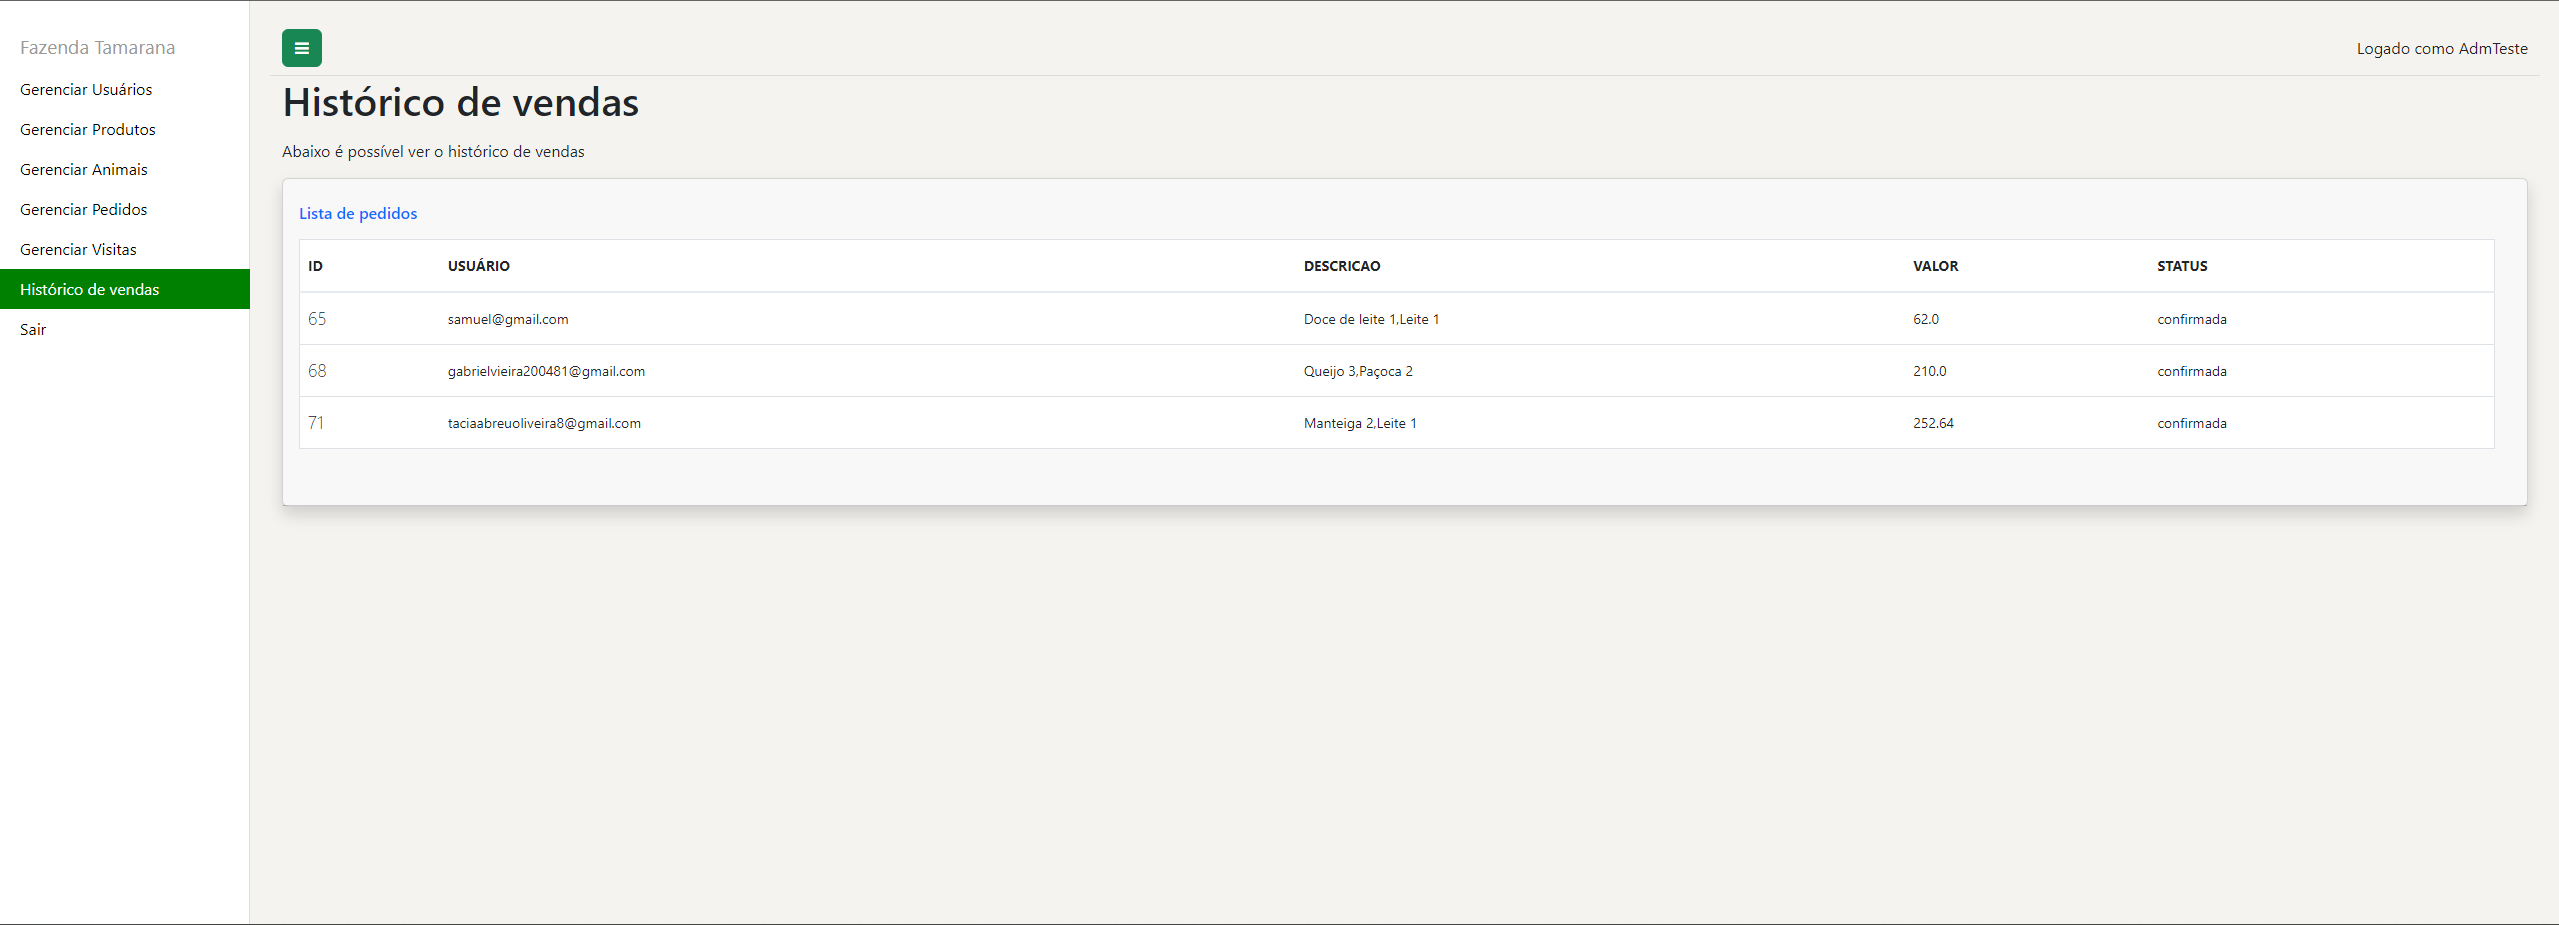 Fazenda Tamarana
Gerenciar Usuários
Gerenciar Produtos
Gerenciar Animais
Gerenciar Pedidos
Gerenciar Visitas
Histórico de vendas
Sair
Logado como AdmTeste
Histórico de vendas
Abaixo é possível ver o histórico de vendas
Lista de pedidos
ID USUÁRIO DESCRICAO VALOR STATUS
65 samuel@gmail.com Doce de leite 1,Leite 1 62.0 confirmada
68 gabrielvieira200481@gmail.com Queijo 3,Paçoca 2 210.0 confirmada
71 taciaabreuoliveira8@gmail.com Manteiga 2,Leite 1 252.64 confirmada